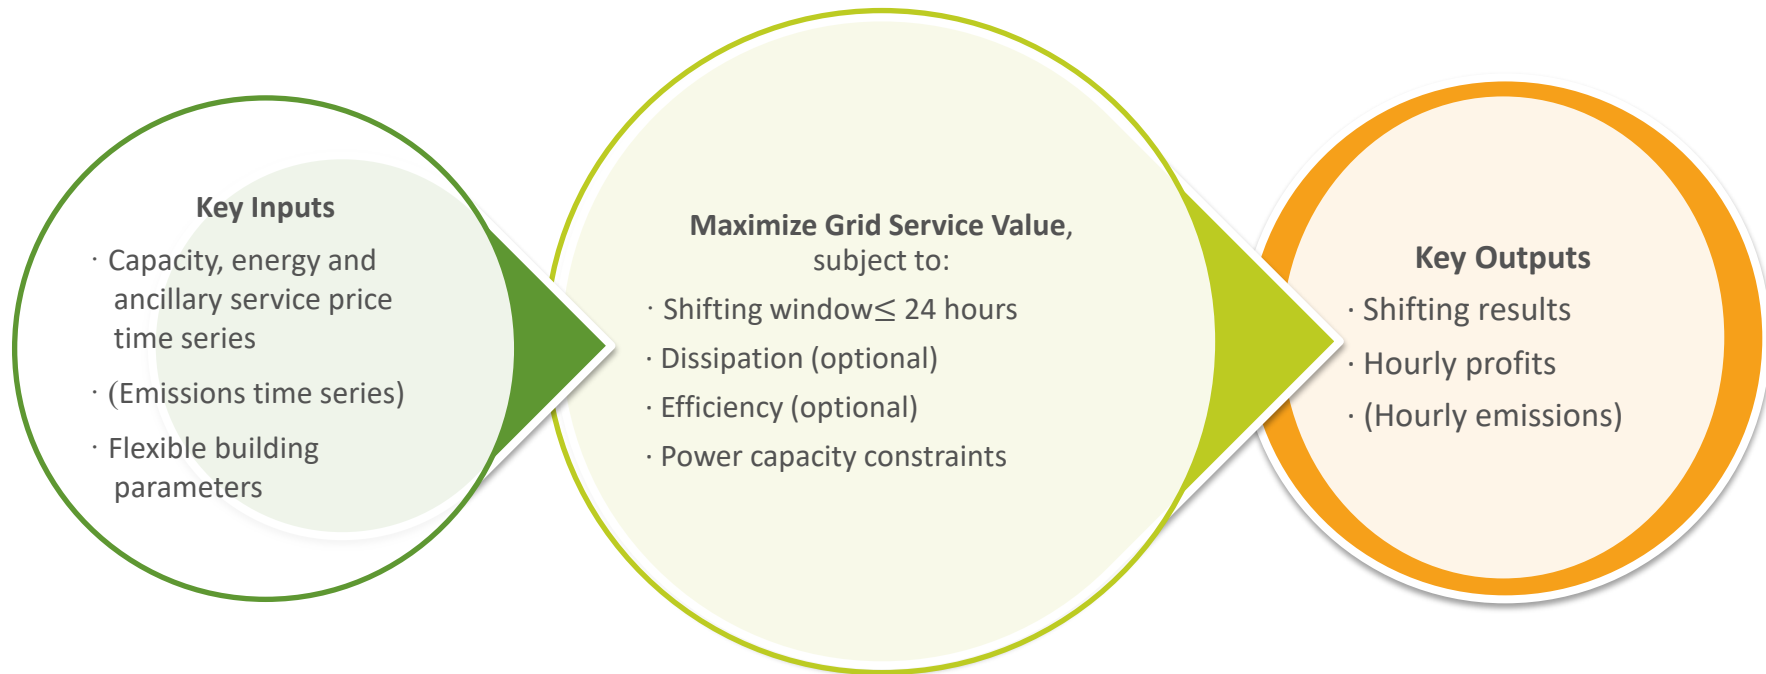 Key Inputs
· Capacity, energy and
ancillary service price
time series
· (Emissions time series)
· Flexible building
parameters
Maximize Grid Service Value,
subject to:
· Shifting window≤ 24 hours
· Dissipation (optional)
· Efficiency (optional)
· Power capacity constraints
Key Outputs
· Shifting results
· Hourly profits
· (Hourly emissions)